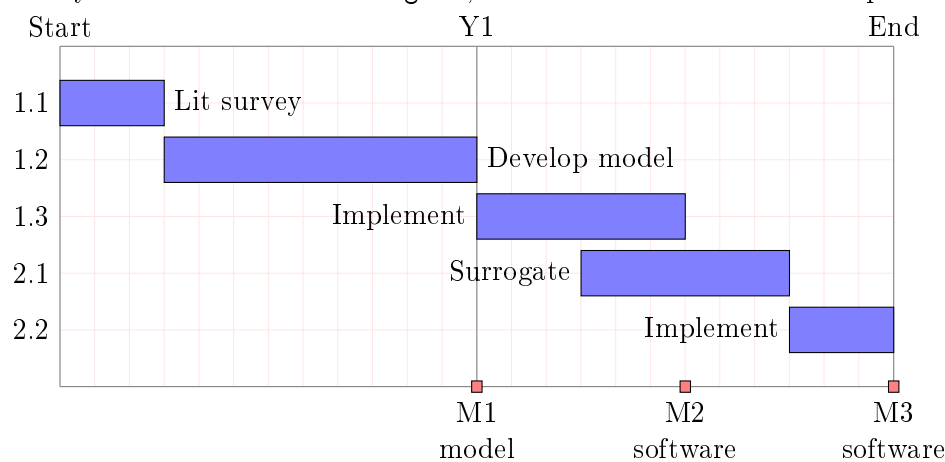 Start Y1 End
1.1 Lit survey
1.2 Develop model
1.3 Implement
2.1 Surrogate
2.2 Implement
M1 M2 M3
model software software